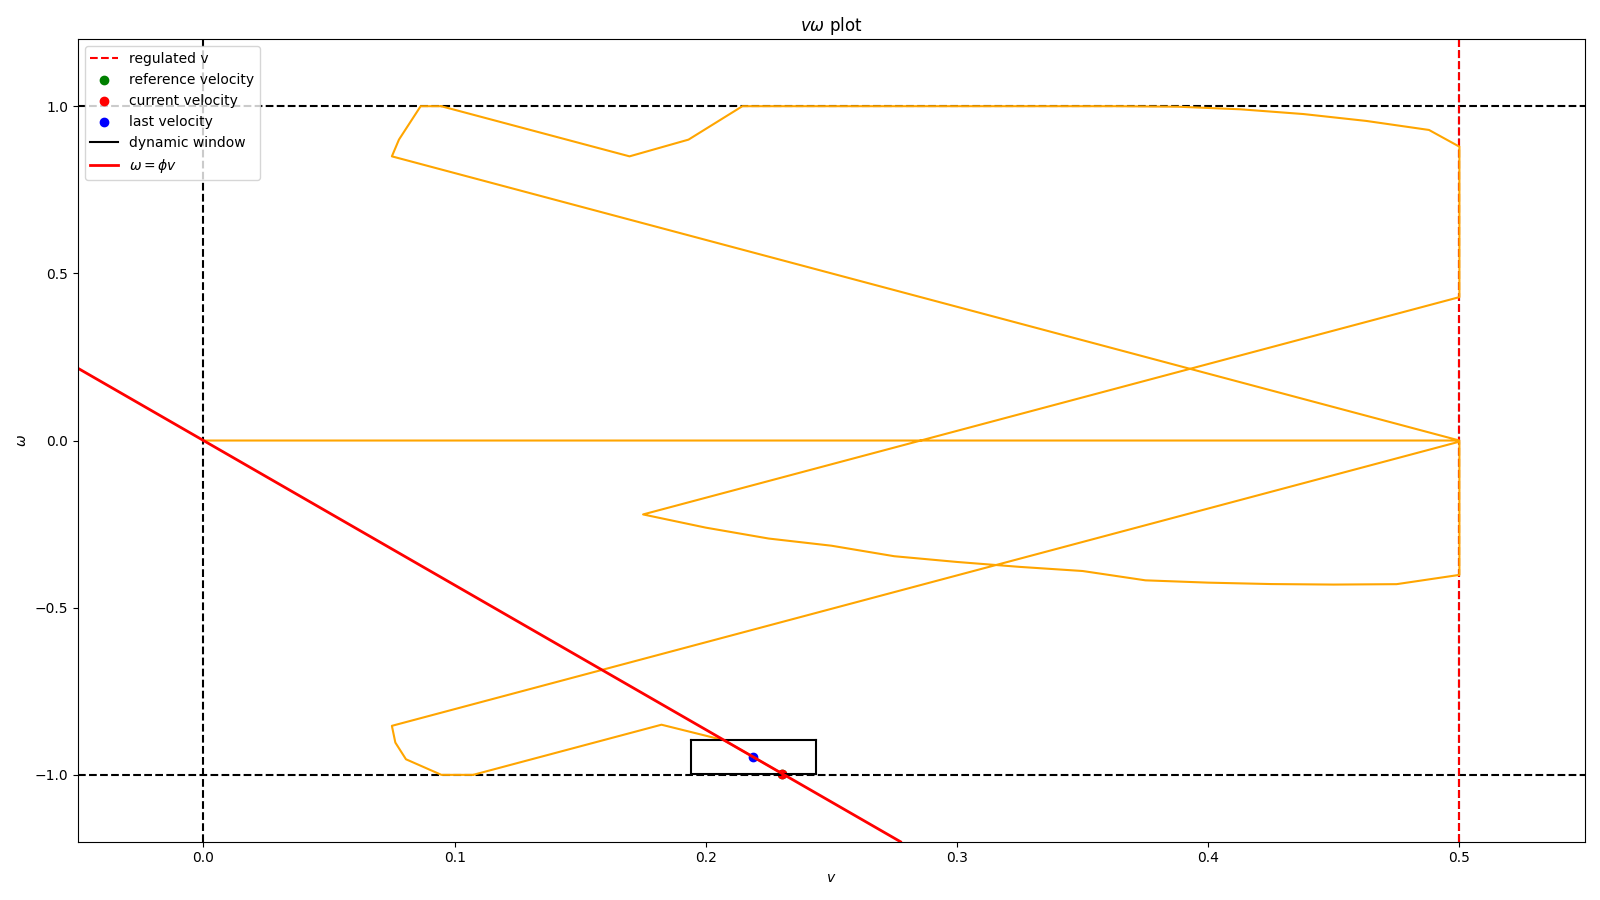 vω plot
regulated v
reference velocity
current velocity
last velocity
dynamic window
ω = ϕv
1.0
0.5
0.0
−0.5
−1.0
ω
0.0 0.1 0.2 0.3 0.4 0.5
v